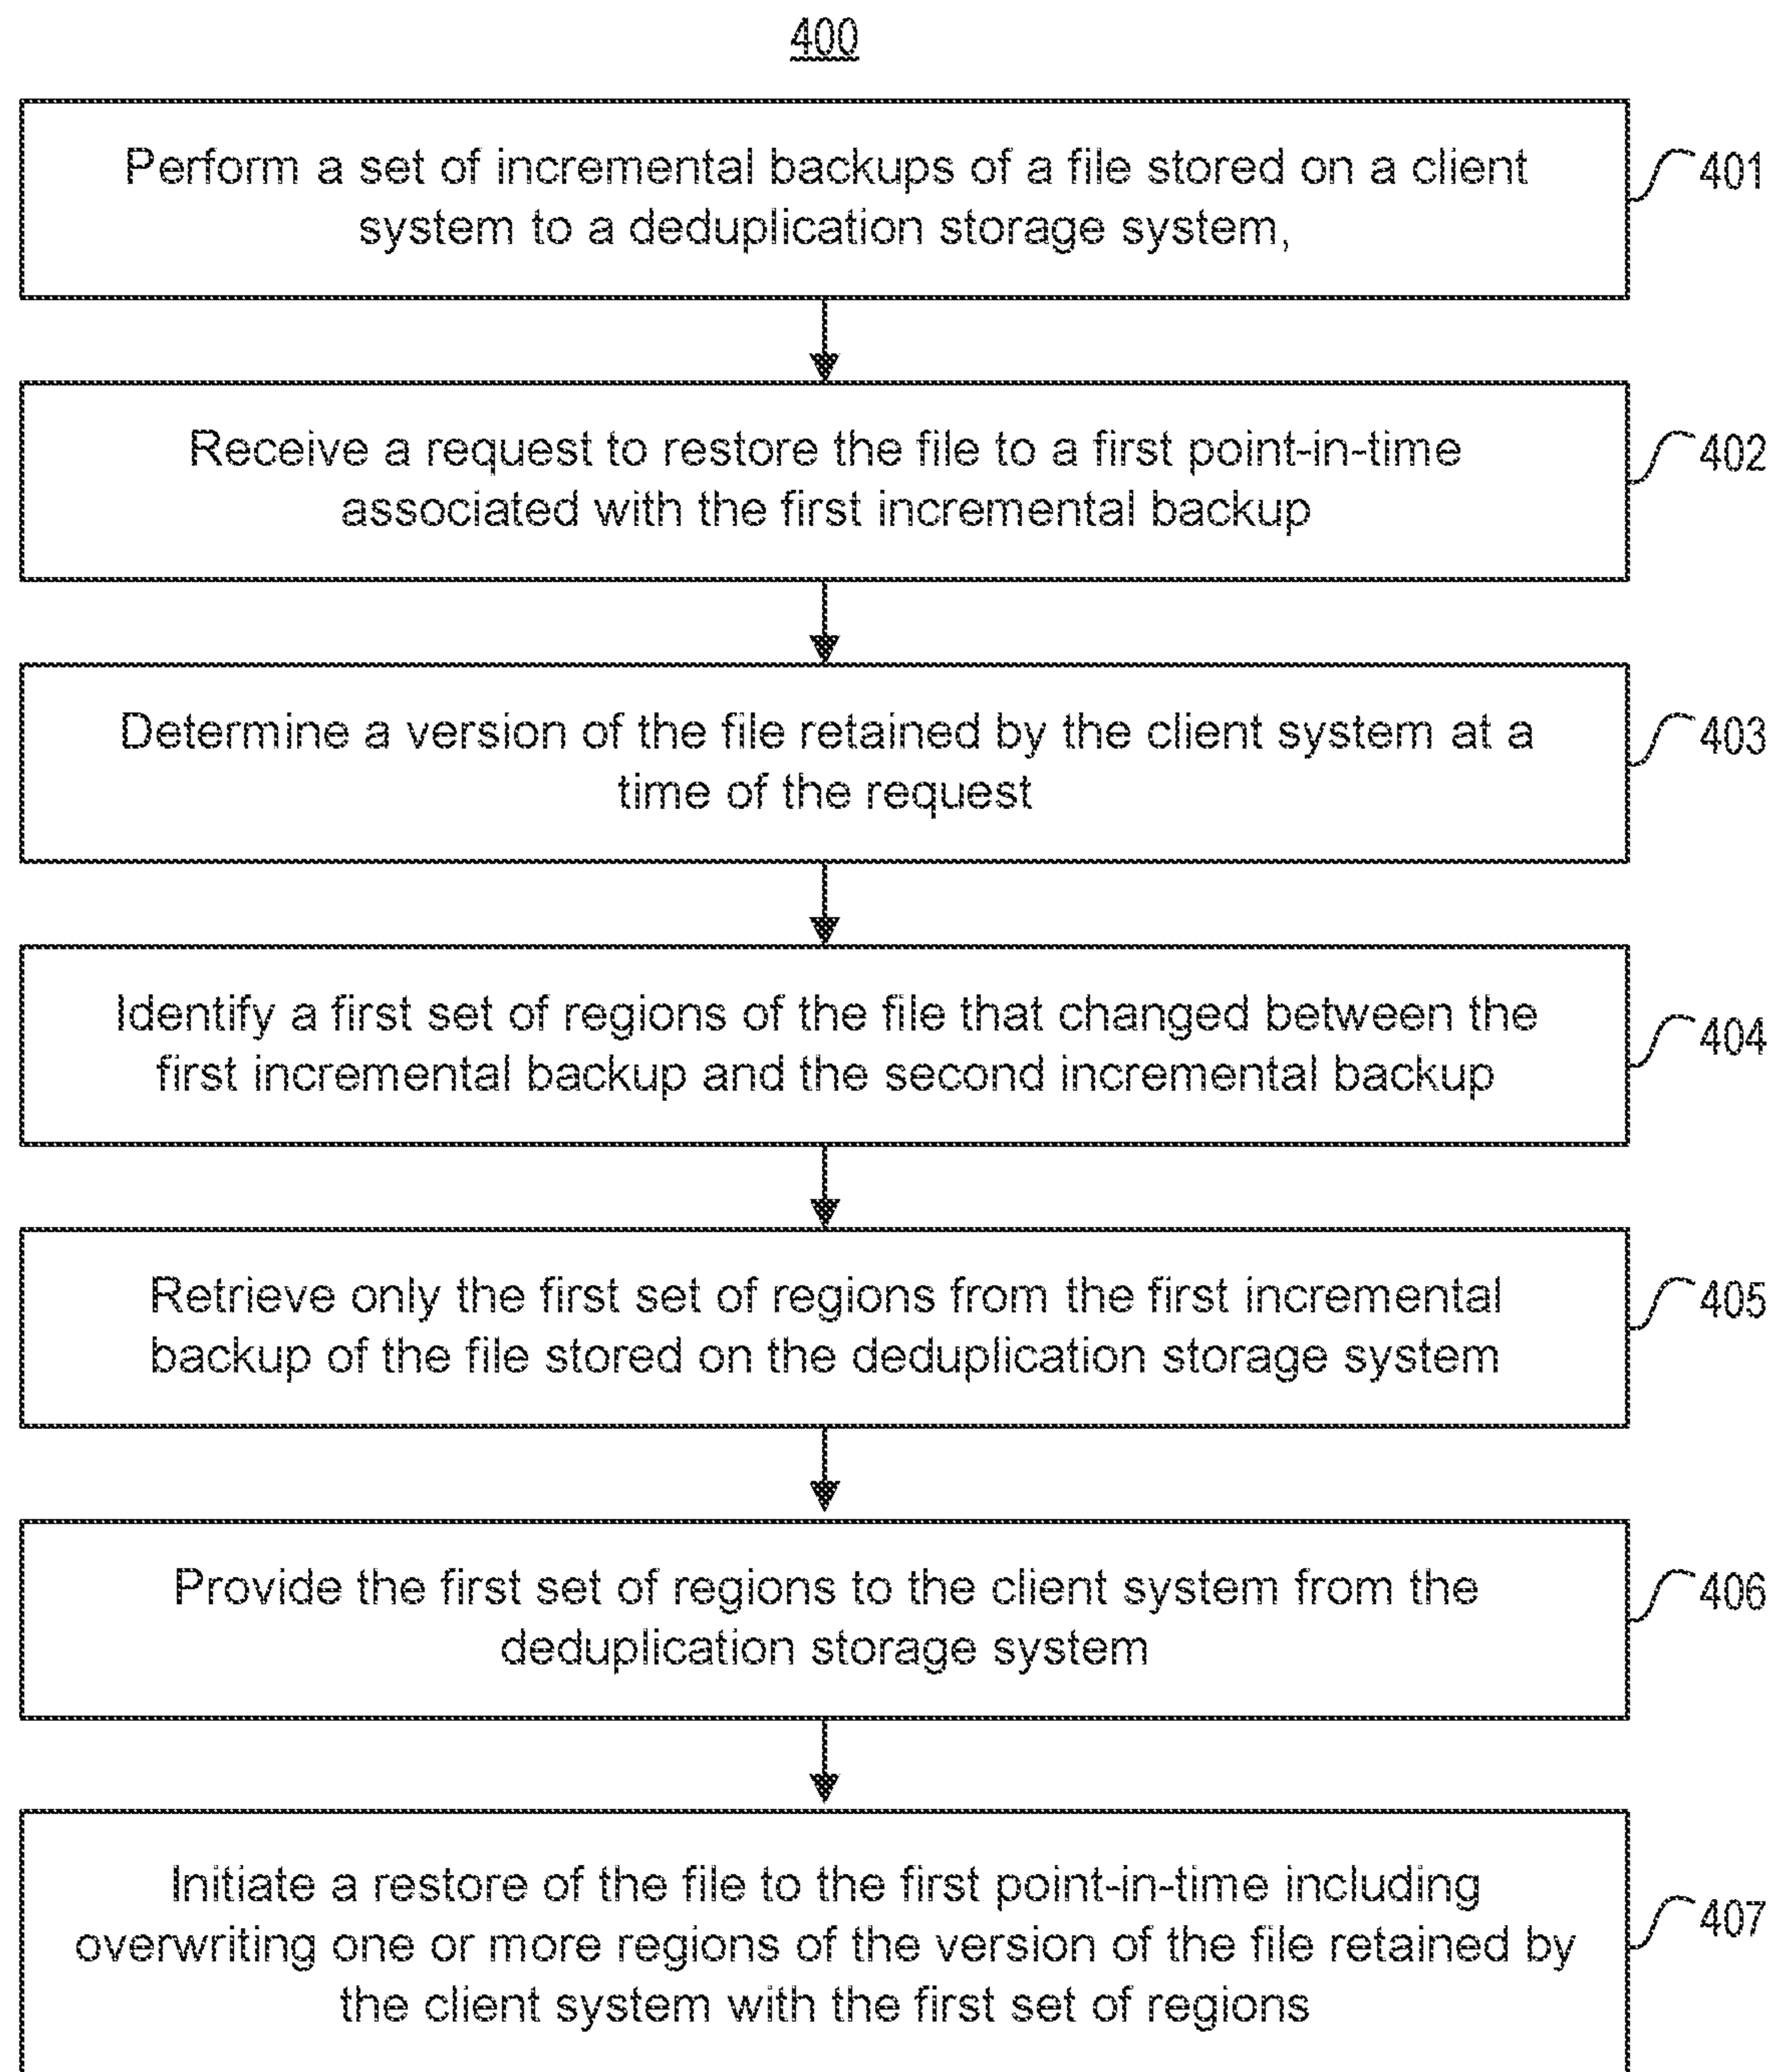 400
Perform a set of incremental backups of a file stored on a client
system to a deduplication storage system,
401
Receive a request to restore the file to a first point-in-time
associated with the first incremental backup
402
Determine a version of the file retained by the client system at a
time of the request
403
Identify a first set of regions of the file that changed between the
first incremental backup and the second incremental backup
404
Retrieve only the first set of regions from the first incremental
backup of the file stored on the deduplication storage system
405
Provide the first set of regions to the client system from the
deduplication storage system
406
Initiate a restore of the file to the first point-in-time including
overwriting one or more regions of the version of the file retained by
the client system with the first set of regions
407